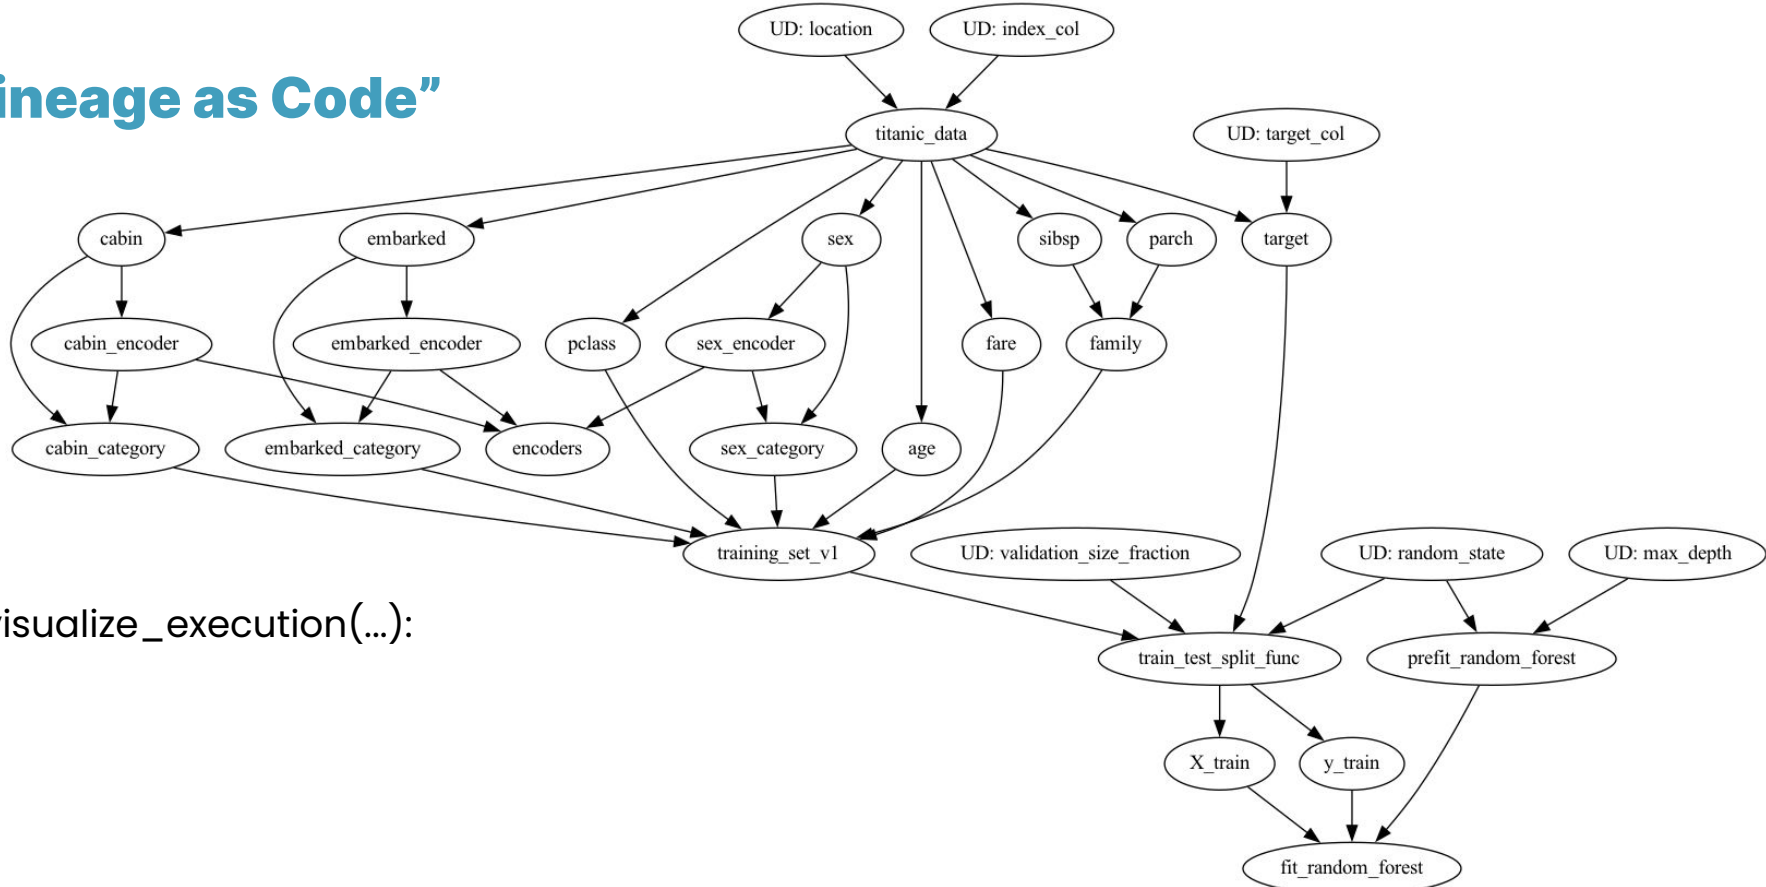 UD: location
UD: index_col
ineage as Code”
titanic_data
UD: target_col
cabin
embarked
sex
sibsp
parch
target
cabin_encoder
embarked_encoder
pclass
sex_encoder
fare
family
cabin_category
embarked_category
encoders
sex_category
age
training_set_v1
UD: validation_size_fraction
UD: random_state
UD: max_depth
isualize_execution(…):
train_test_split_func
prefit_random_forest
X_train
y_train
fit_random_forest